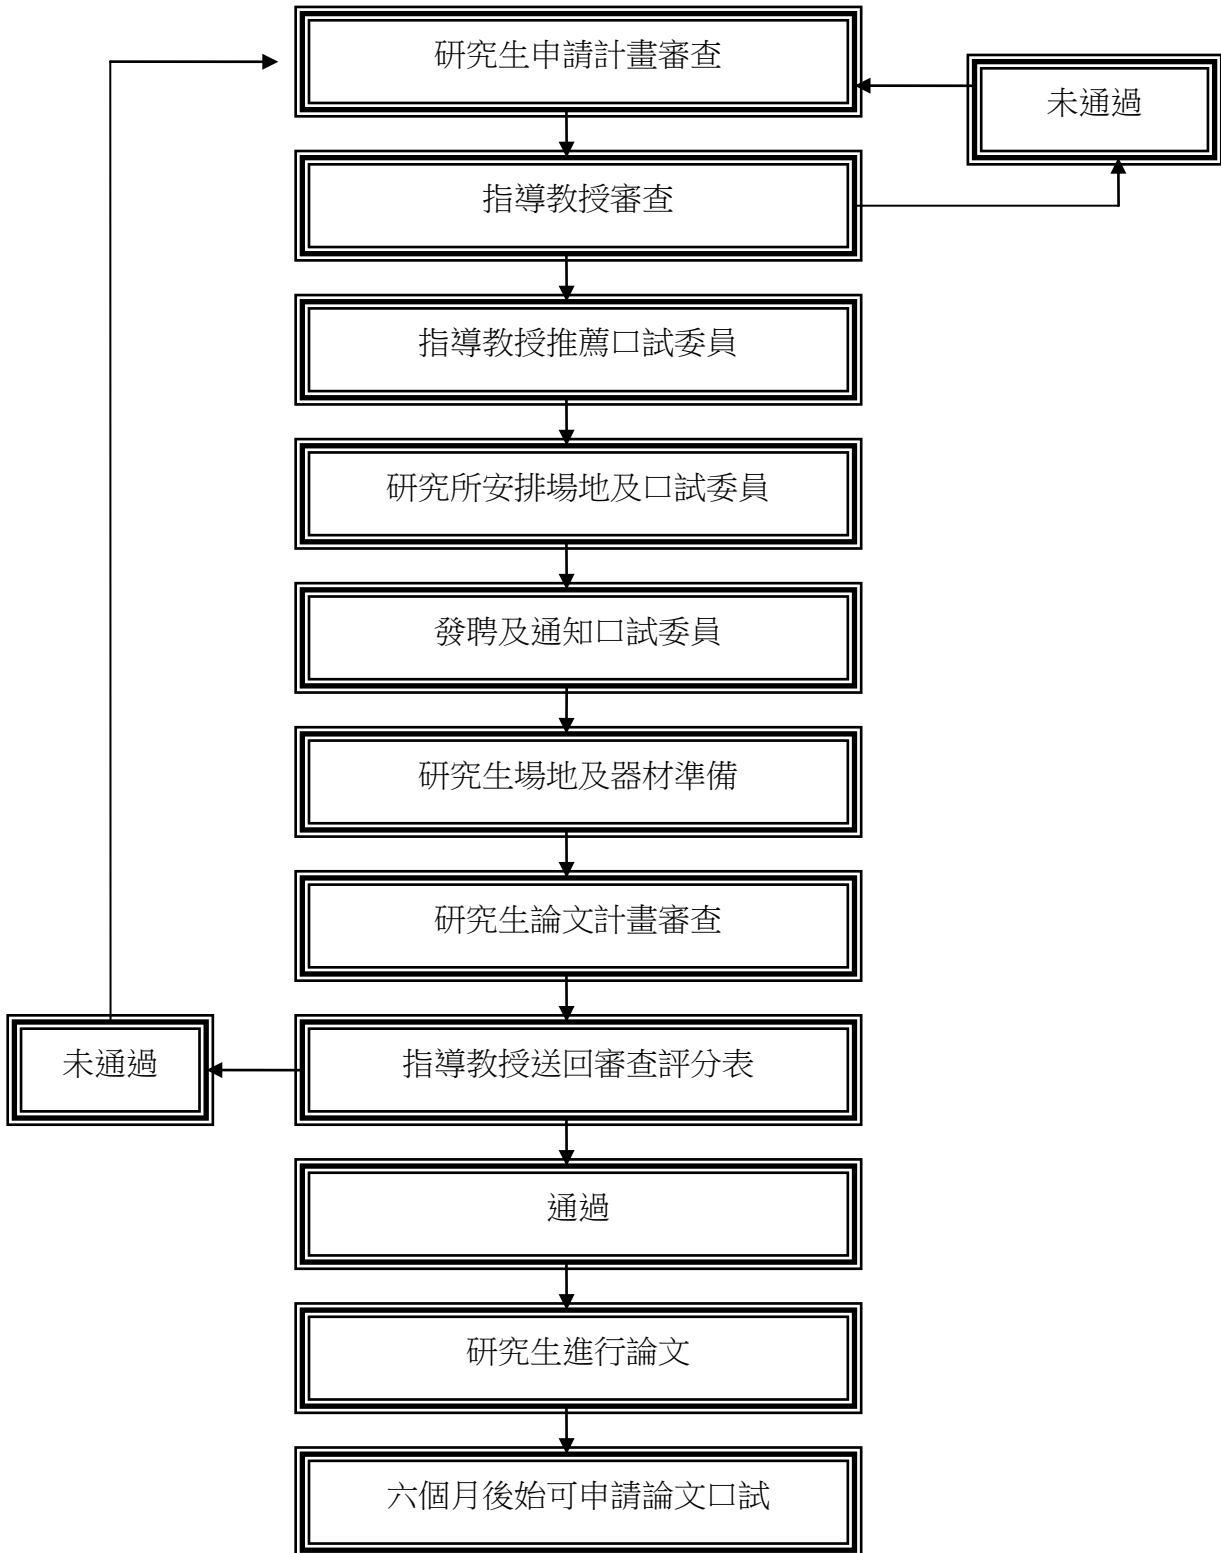 研究生申請計畫審查
未通過
指導教授審查
指導教授推薦口試委員
研究所安排場地及口試委員
發聘及通知口試委員
研究生場地及器材準備
研究生論文計畫審查
未通過
指導教授送回審查評分表
通過
研究生進行論文
六個月後始可申請論文口試